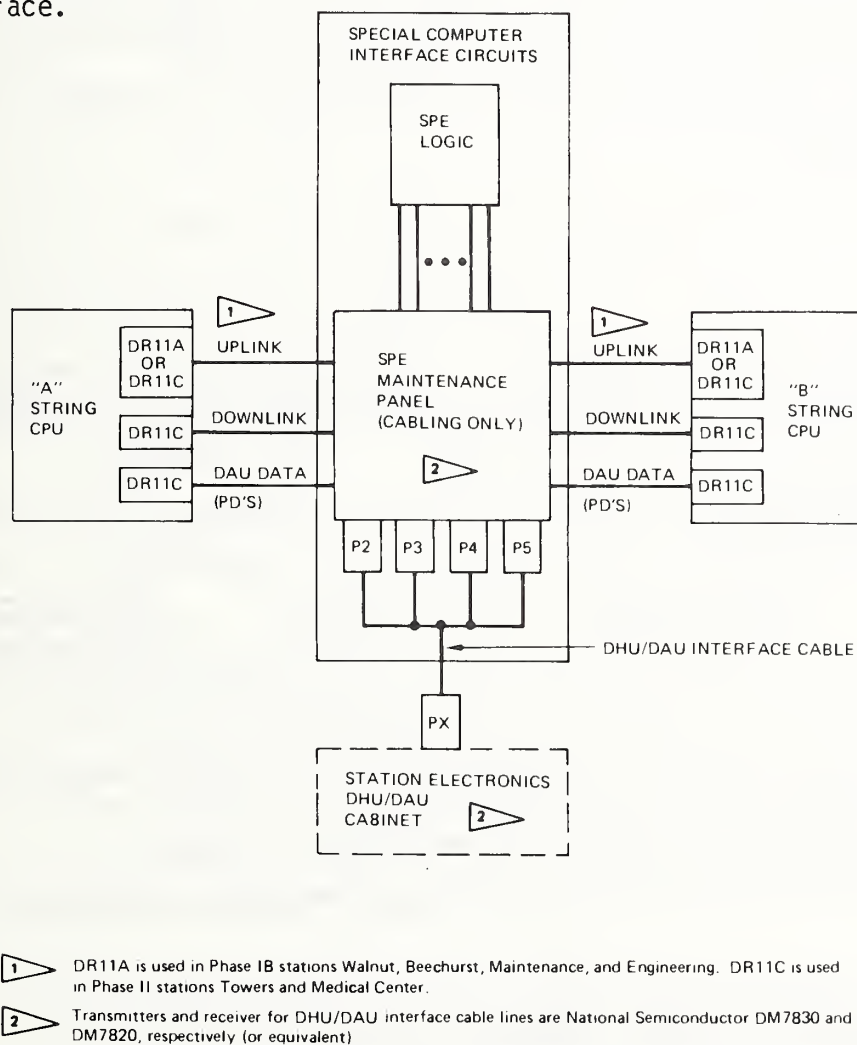 race.
SPECIAL COMPUTER
INTERFACE CIRCUITS
SPE
LOGIC
1
UPLINK
1
UPLINK
"A"
STRING
CPU
DR11A
OR
DR11C
DR11C
DR11C
DOWNLINK
DAU DATA
(PD'S)
SPE
MAINTENANCE
PANEL
(CABLING ONLY)
2
DOWNLINK
DAU DATA
(PD'S)
DR11A
OR
DR11C
DR11C
DR11C
"B"
STRING
CPU
P2
P3
P4
P5
DHU/DAU INTERFACE CABLE
PX
STATION ELECTRONICS
DHU/DAU
CABINET
2
1 DR11A is used in Phase IB stations Walnut, Beechurst, Maintenance, and Engineering. DR11C is used
in Phase II stations Towers and Medical Center.
2 Transmitters and receiver for DHU/DAU interface cable lines are National Semiconductor DM7830 and
DM7820, respectively (or equivalent)